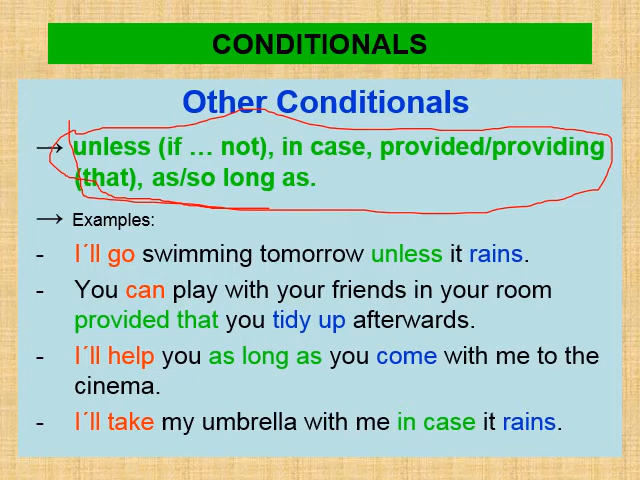 CONDITIONALS
Other Conditionals
→ unless (if … not), in case, provided/providing
(that), as/so long as.
→ Examples:
- I´ll go swimming tomorrow unless it rains.
- You can play with your friends in your room
provided that you tidy up afterwards.
- I´ll help you as long as you come with me to the
cinema.
- I´ll take my umbrella with me in case it rains.